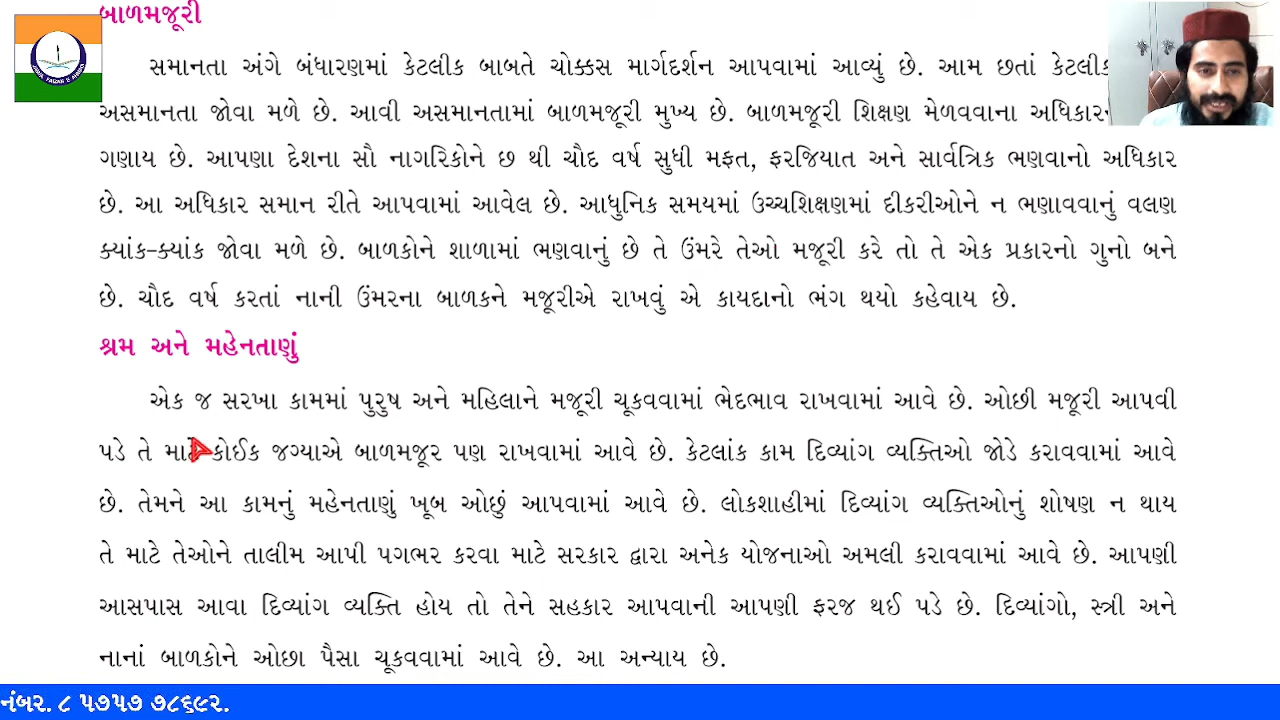 બાળમજૂરી
સમાનતા અંગે બંધારણમાં કેટલીક બાબતે ચોક્કસ માર્ગદર્શન આપવામાં આવ્યું છે. આમ છતાં
અસમાનતા જોવા મળે છે. આવી અસમાનતામાં બાળમજૂરી મુખ્ય છે. બાળમજૂરી શિક્ષણ મેળવવાના
ગણાય છે. આપણા દેશના સૌ નાગરિકોને છ થી ચૌદ વર્ષ સુધી મફત, ફરજિયાત અને સાર્વત્રિક ભણવાનો અધિકાર
છે. આ અધિકાર સમાન રીતે આપવામાં આવેલ છે. આધુનિક સમયમાં ઉચ્ચશિક્ષણમાં દીકરીઓને ન ભણાવવાનું વલણ
ક્યાંક-ક્યાંક જોવા મળે છે. બાળકોને શાળામાં ભણવાનું છે તે ઉંમરે તેઓ મજૂરી કરે તો તે એક પ્રકારનો ગુનો બને
છે. ચૌદ વર્ષ કરતાં નાની ઉંમરના બાળકને મજૂરીએ રાખવું એ કાયદાનો ભંગ થયો કહેવાય છે.
શ્રમ અને મહેનતાણું
એક જ સરખા કામમાં પુરુષ અને મહિલાને મજૂરી ચૂકવવામાં ભેદભાવ રાખવામાં આવે છે. ઓછી મજૂરી આપવી
પડે તે માટે કોઈક જગ્યાએ બાળમજૂર પણ રાખવામાં આવે છે. કેટલાંક કામ દિવ્યાંગ વ્યક્તિઓ જોડે કરાવવામાં આવે
છે. તેમને આ કામનું મહેનતાણું ખૂબ ઓછું આપવામાં આવે છે. લોકશાહીમાં દિવ્યાંગ વ્યક્તિઓનું શોષણ ન થાય
તે માટે તેઓને તાલીમ આપી પગભર કરવા માટે સરકાર દ્વારા અનેક યોજનાઓ અમલી કરાવવામાં આવે છે. આપણી
આસપાસ આવા દિવ્યાંગ વ્યક્તિ હોય તો તેને સહકાર આપવાની આપણી ફરજ થઈ પડે છે. દિવ્યાંગો, સ્ત્રી અને
નાનાં બાળકોને ઓછા પૈસા ચૂકવવામાં આવે છે. આ અન્યાય છે.
નંબર. ૮ ૫૭૫૭ ૭૮૬૯૨.